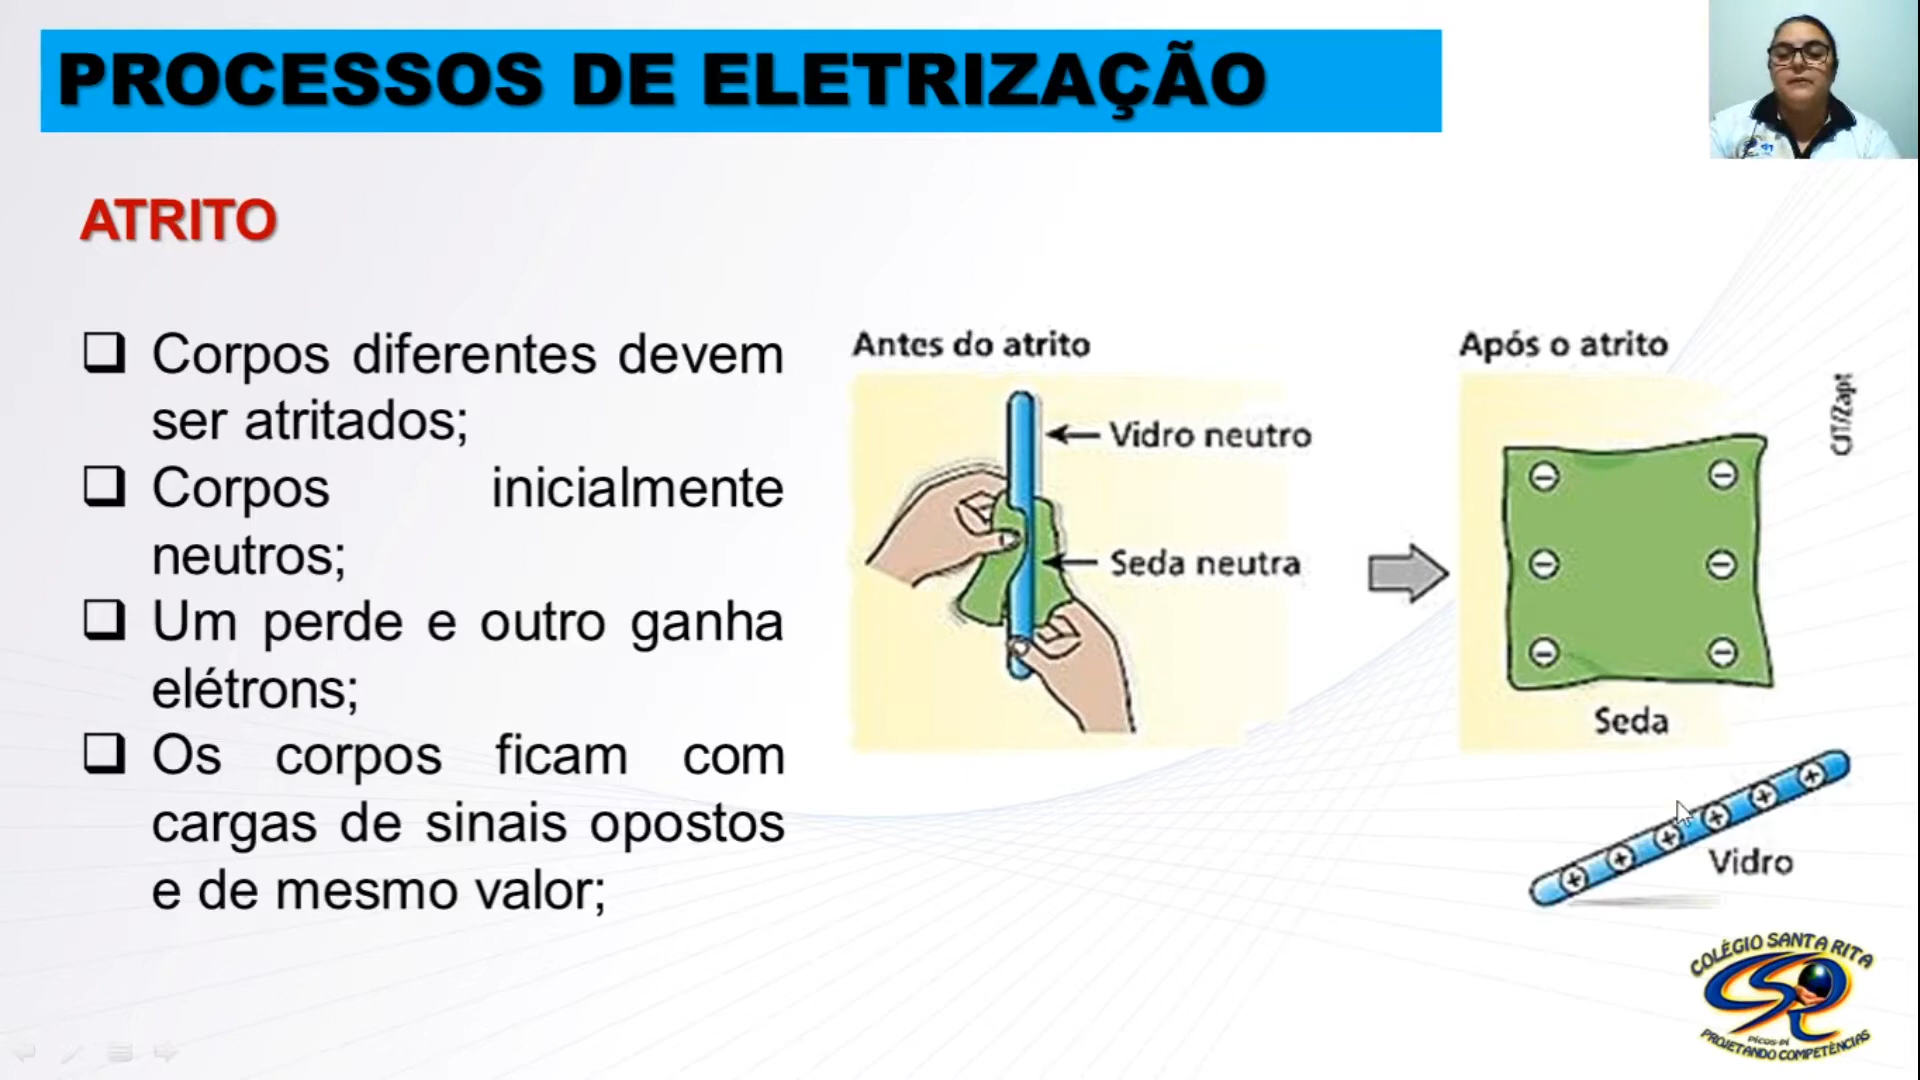 PROCESSOS DE ELETRIZAÇÃO
ATRITO
Corpos diferentes devem
ser atritados;
Corpos inicialmente
neutros;
Um perde e outro ganha
elétrons;
Os corpos ficam com
cargas de sinais opostos
e de mesmo valor;
Antes do atrito
Vidro neutro
Seda neutra
Após o atrito
CJT/Zapt
Seda
Vidro
COLÉGIO SANTA RITA
PICOS-PI
PROJETANDO COMPETÊNCIAS